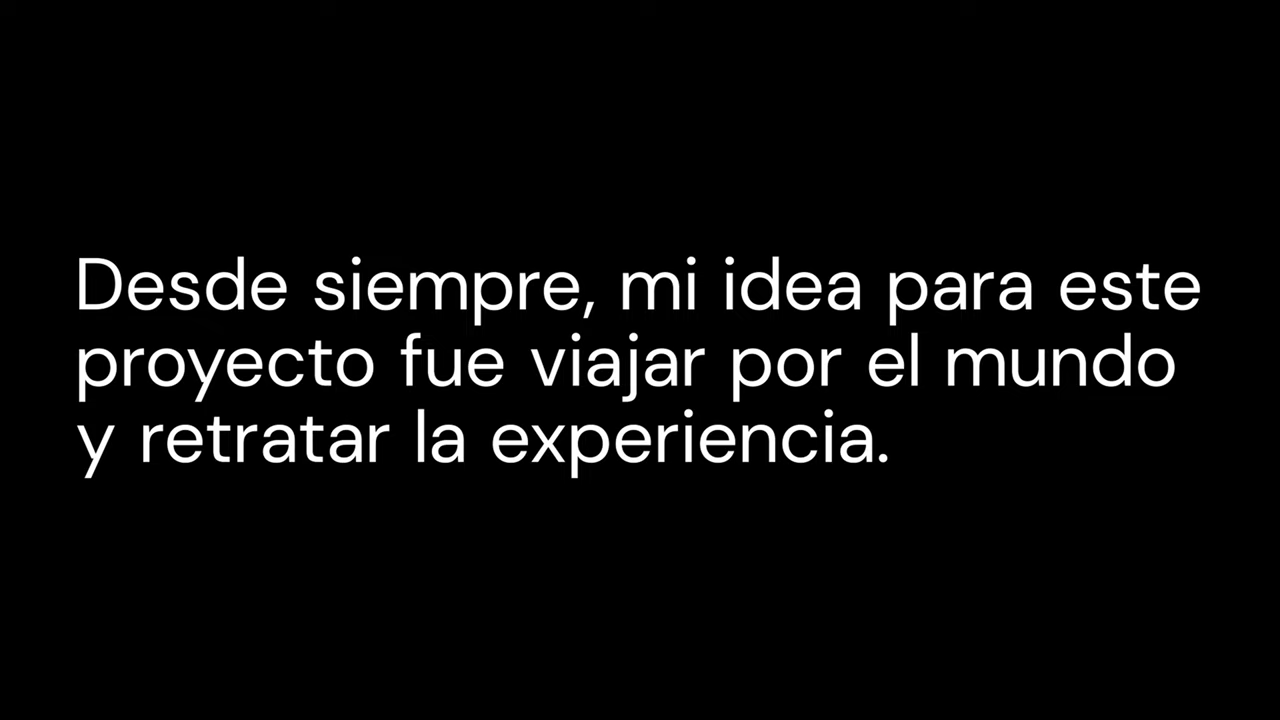 Desde siempre, mi idea para este
proyecto fue viajar por el mundo
y retratar la experiencia.